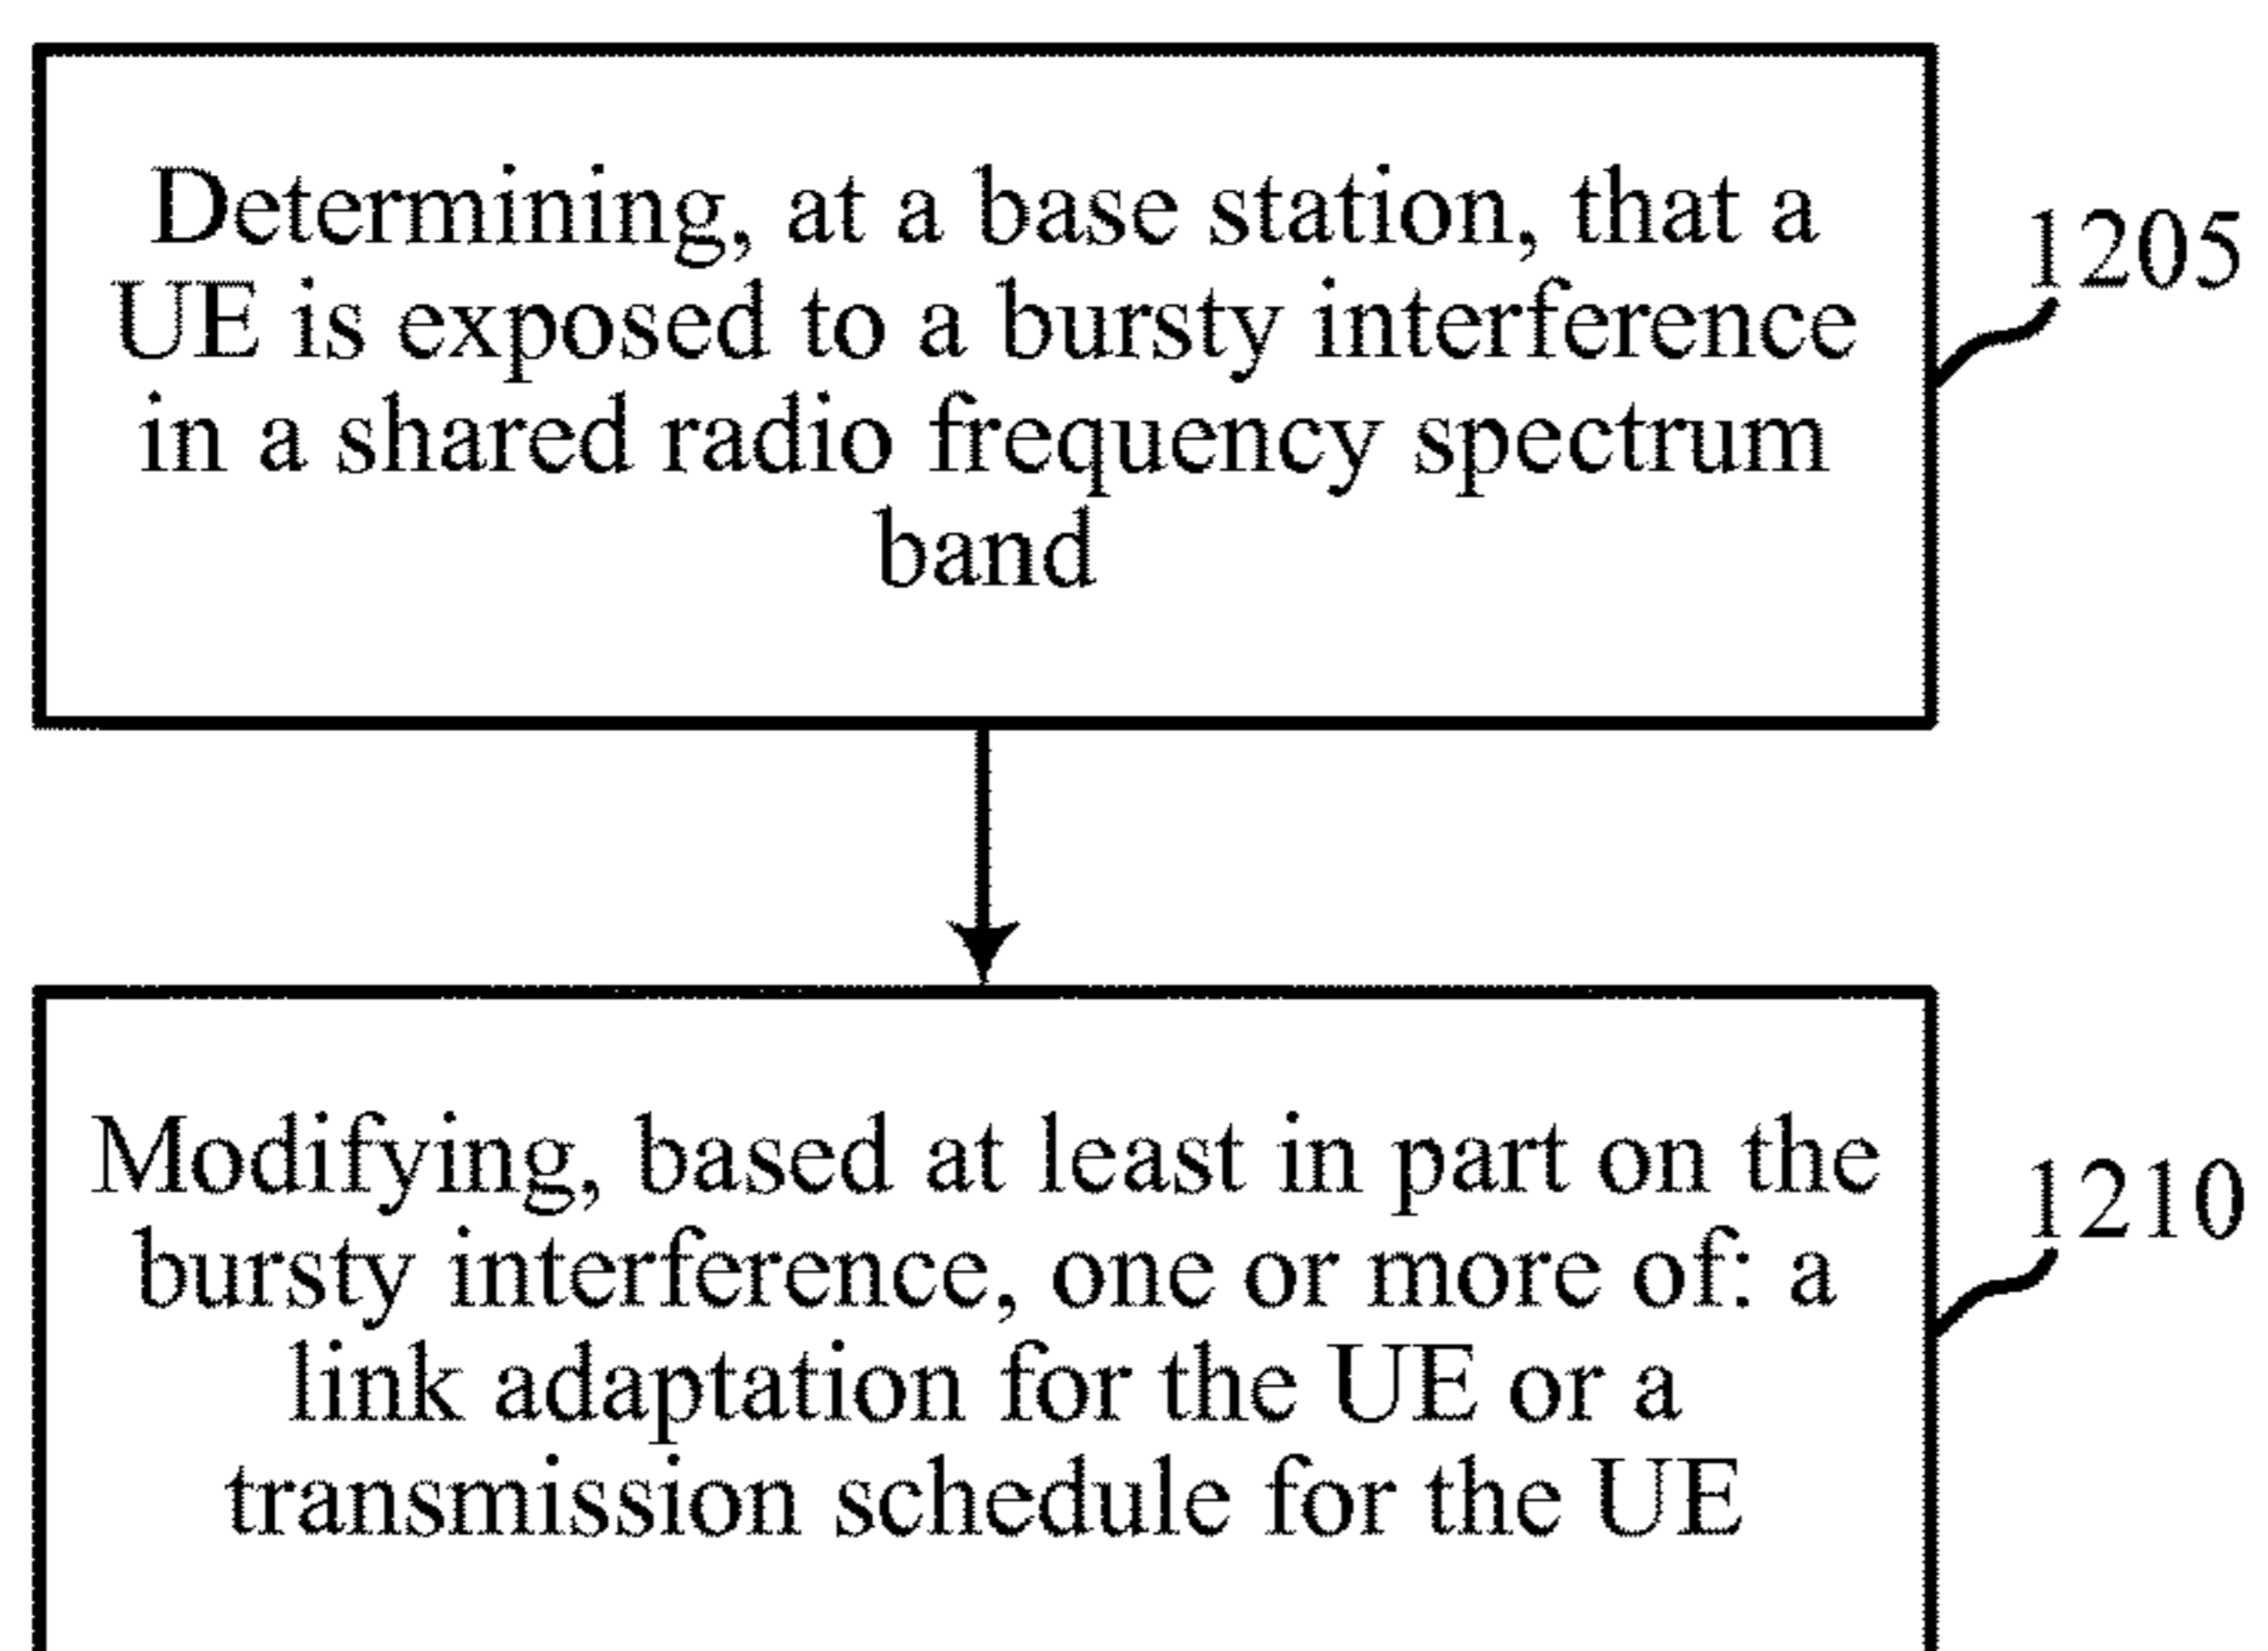 Determining, at a base station, that a
UE is exposed to a bursty interference
in a shared radio frequency spectrum
band
1205
Modifying, based at least in part on the
bursty interference, one or more of: a
link adaptation for the UE or a
transmission schedule for the UE
1210